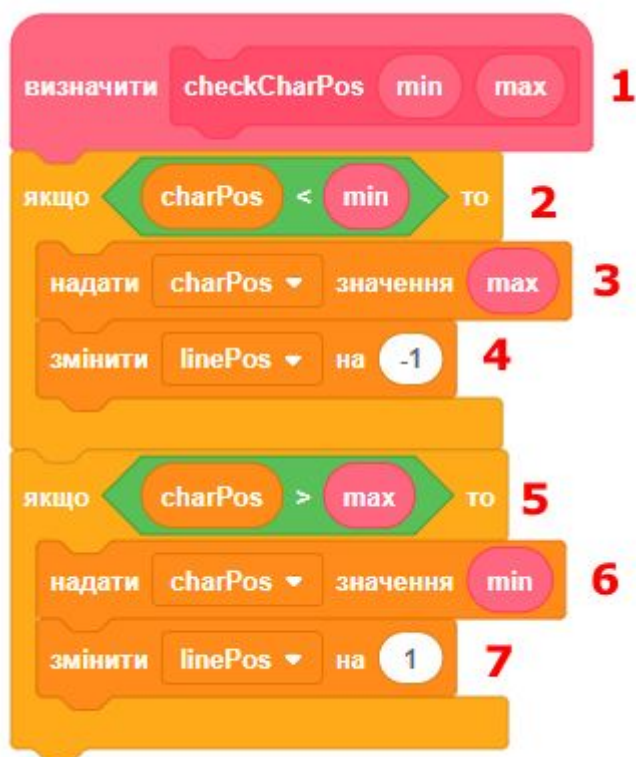 визначити checkCharPos min max 1
якщо charPos < min то 2
надати charPos значення max 3
змінити linePos на -1 4
якщо charPos > max то 5
надати charPos значення min 6
змінити linePos на 1 7